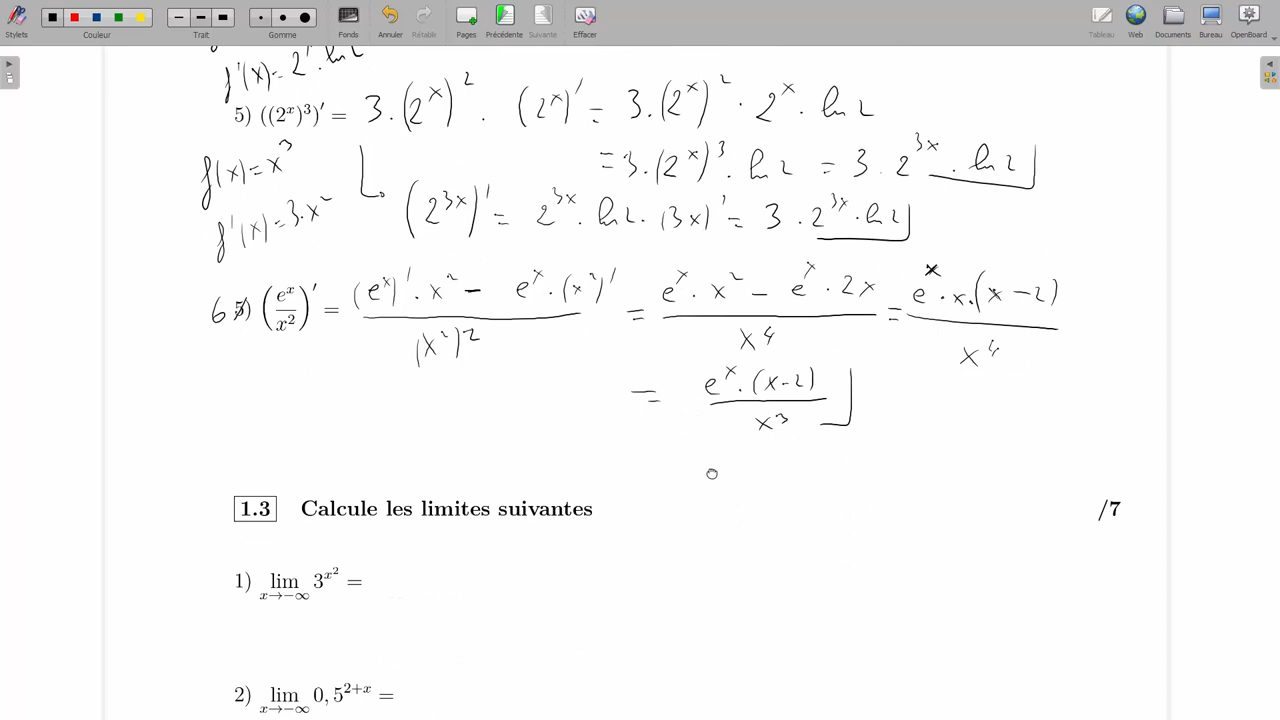 Stylets Couleur Trait Gomme Fonds Annuler Rétablir Pages Précédente Suivante Effacer Tableau Web Documents Bureau OpenBoard
f'(x)=2^x · ln 2
5) ((2^x)^3)' = 3·(2^x)^2 · (2^x)' = 3·(2^x)^2 · 2^x · ln 2
f(x)=x^3
= 3·(2^x)^3 · ln 2 = 3 · 2^{3x} · ln 2
f'(x)=3·x^2
(2^{3x})' = 2^{3x} · ln 2 · (3x)' = 3 · 2^{3x} · ln 2
6 5) (e^x/x^2)' = ((e^x)' · x^2 − e^x · (x^2)')/(x^2)^2 = (e^x · x^2 − e^x · 2x)/x^4 = (e^x · x·(x − 2))/x^4
= (e^x · (x−2))/x^3
1.3 Calcule les limites suivantes /7
1) lim x→−∞ 3^{x^2} =
2) lim x→−∞ 0,5^{2+x} =